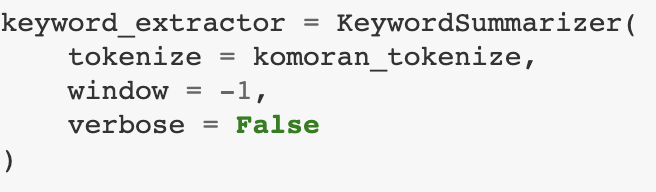 keyword_extractor = KeywordSummarizer(
    tokenize = komoran_tokenize,
    window = -1,
    verbose = False
)